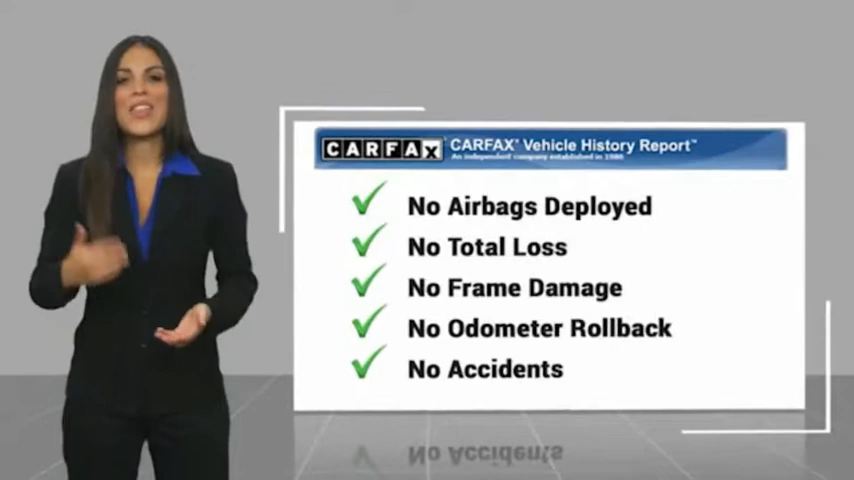 CARFAX CARFAX™ Vehicle History Report™
An independent company established in 1986
No Airbags Deployed
No Total Loss
No Frame Damage
No Odometer Rollback
No Accidents
No Accidents